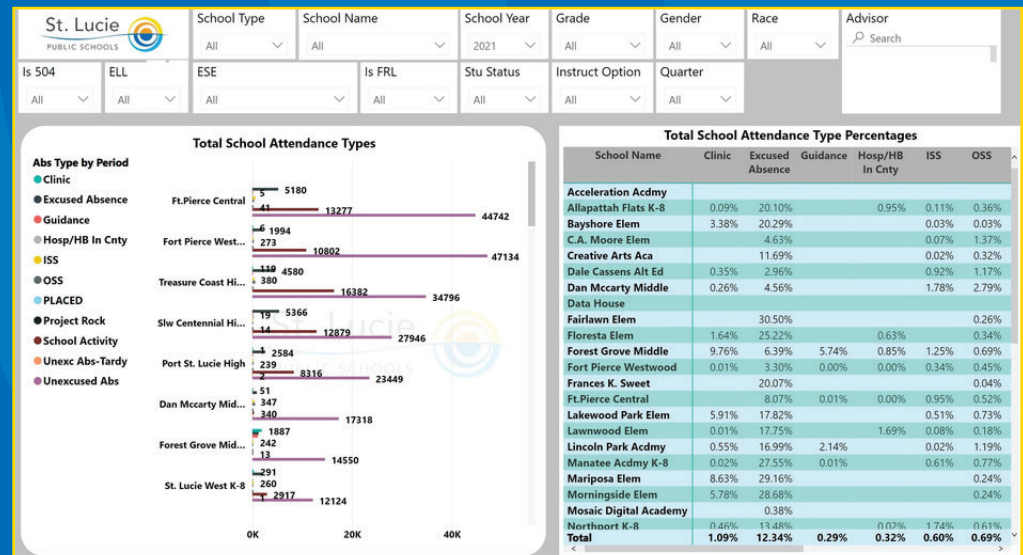 St. Lucie
PUBLIC SCHOOLS
School Type
All
School Name
All
School Year
2021
Grade
All
Gender
All
Race
All
Advisor
Search
Is 504
All
ELL
All
ESE
All
Is FRL
All
Stu Status
All
Instruct Option
All
Quarter
All
Total School Attendance Types
Abs Type by Period
Clinic
Excused Absence
Guidance
Hosp/HB In Cnty
ISS
OSS
PLACED
Project Rock
School Activity
Unexc Abs-Tardy
Unexcused Abs
Ft.Pierce Central
5180
5
41
13277
44742
Fort Pierce West...
6 1994
273
10802
47134
Treasure Coast Hi...
119 4580
380
16382
34796
Slw Centennial Hi...
5366
19
14
12879
27946
Port St. Lucie High
1 2584
239
8316
2
23449
Dan Mccarty Mid...
51
347
340
17318
Forest Grove Mid...
1887
242
13
14550
St. Lucie West K-8
291
260
2917
1
12124
0K 20K 40K
St. Lucie
PUBLIC SCHOOLS
Total School Attendance Type Percentages
School Name Clinic Excused Absence Guidance Hosp/HB In Cnty ISS OSS
Acceleration Acdmy
Allapattah Flats K-8 0.09% 20.10% 0.95% 0.11% 0.36%
Bayshore Elem 3.38% 20.29% 0.03% 0.03%
C.A. Moore Elem 4.63% 0.07% 1.37%
Creative Arts Aca 11.69% 0.02% 0.32%
Dale Cassens Alt Ed 0.35% 2.96% 0.92% 1.17%
Dan Mccarty Middle 0.26% 4.56% 1.78% 2.79%
Data House
Fairlawn Elem 30.50% 0.26%
Floresta Elem 1.64% 25.22% 0.63% 0.34%
Forest Grove Middle 9.76% 6.39% 5.74% 0.85% 1.25% 0.69%
Fort Pierce Westwood 0.01% 3.30% 0.00% 0.00% 0.34% 0.45%
Frances K. Sweet 20.07% 0.04%
Ft.Pierce Central 8.07% 0.01% 0.00% 0.95% 0.52%
Lakewood Park Elem 5.91% 17.82% 0.51% 0.73%
Lawnwood Elem 0.01% 17.75% 1.69% 0.08% 0.18%
Lincoln Park Acdmy 0.55% 16.99% 2.14% 0.02% 1.19%
Manatee Acdmy K-8 0.02% 27.55% 0.01% 0.61% 0.77%
Mariposa Elem 8.63% 29.16% 0.24%
Morningside Elem 5.78% 28.68% 0.24%
Mosaic Digital Academy 0.38%
Northport K-8 0.46% 13.48% 0.02% 1.74% 0.61%
Total 1.09% 12.34% 0.29% 0.32% 0.60% 0.69%